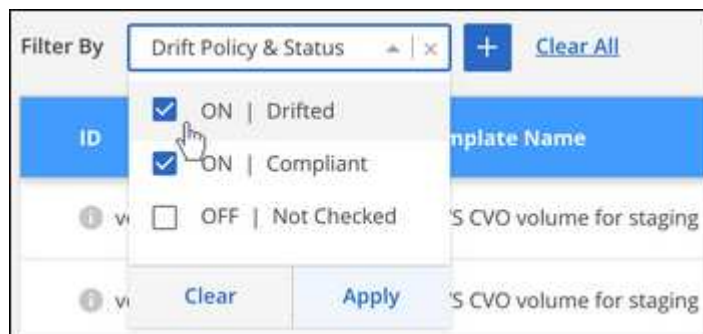 Filter By Drift Policy & Status + Clear All
ON | Drifted
ID mplate Name
ON | Compliant
OFF | Not Checked 'S CVO volume for staging
Clear Apply 'S CVO volume for staging